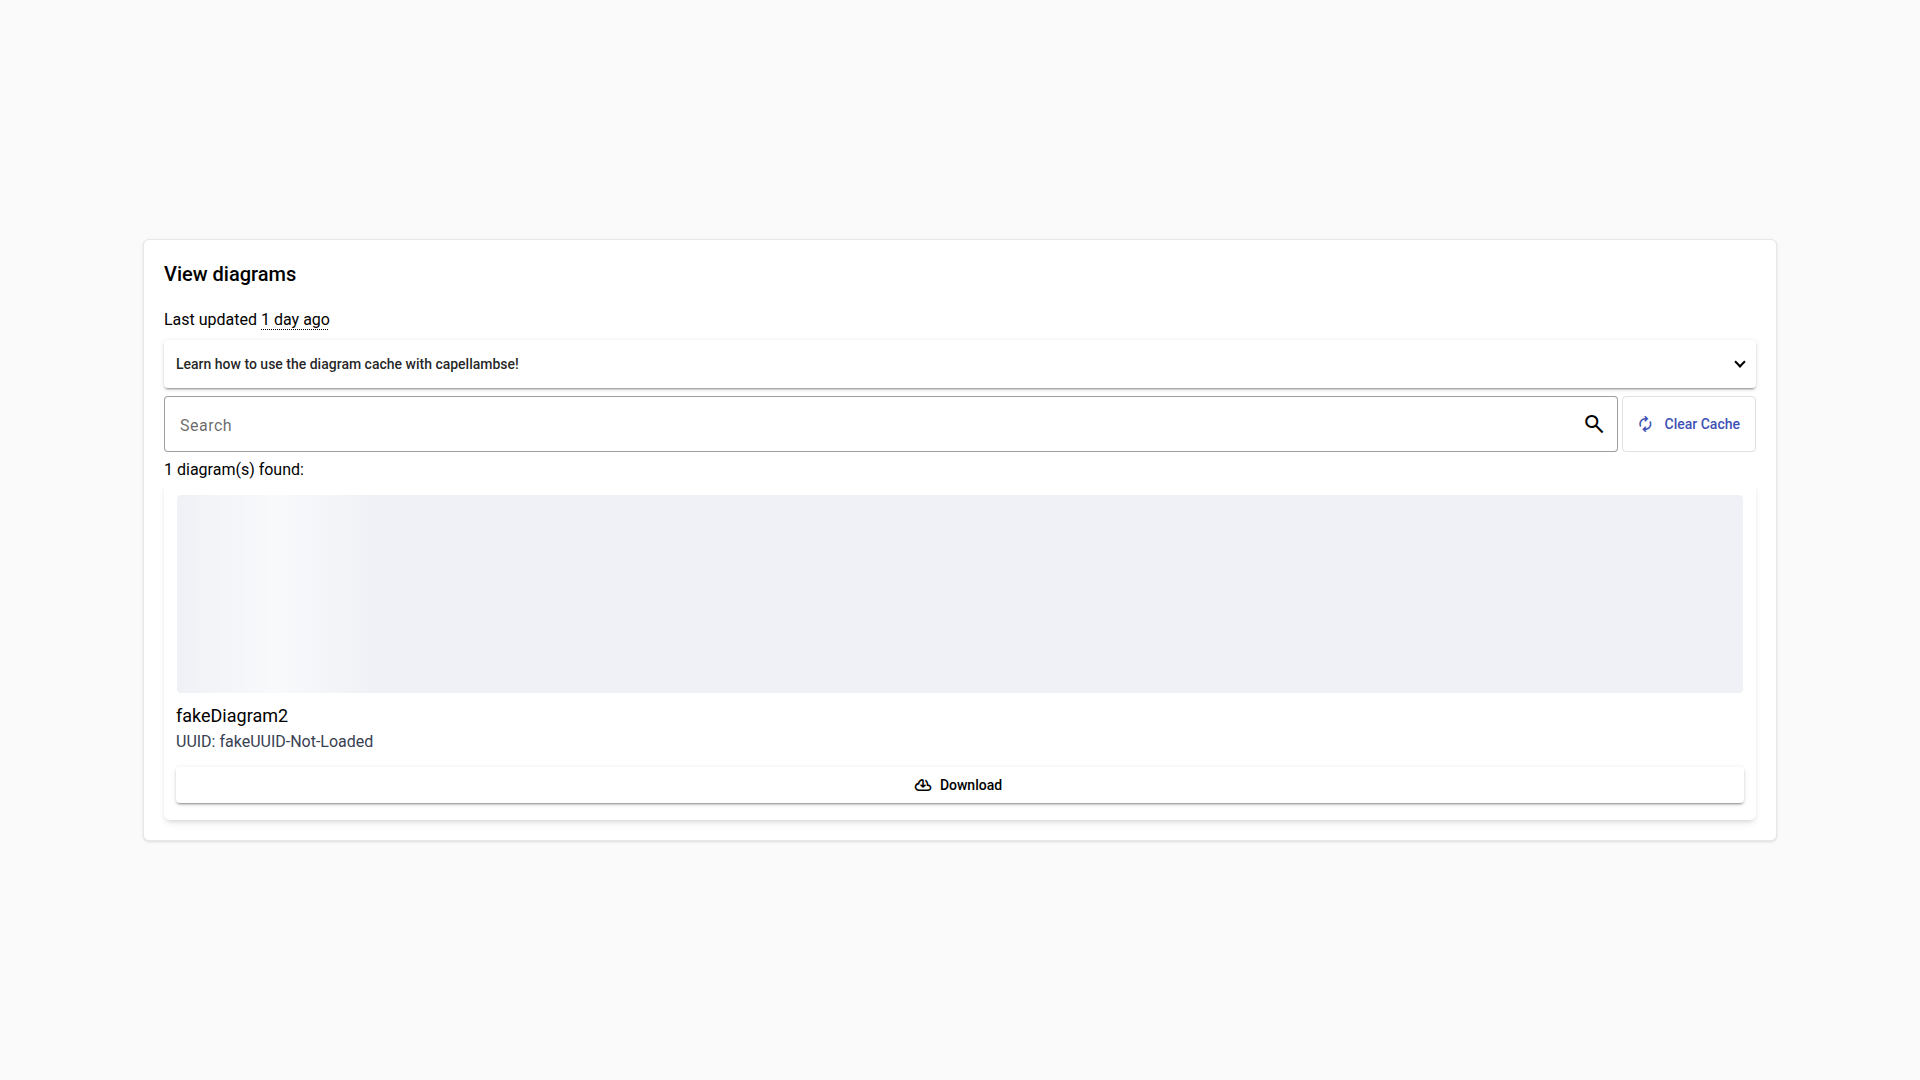 View diagrams
Last updated 1 day ago
Learn how to use the diagram cache with capellambse!
Search
Clear Cache
1 diagram(s) found:
fakeDiagram2
UUID: fakeUUID-Not-Loaded
Download